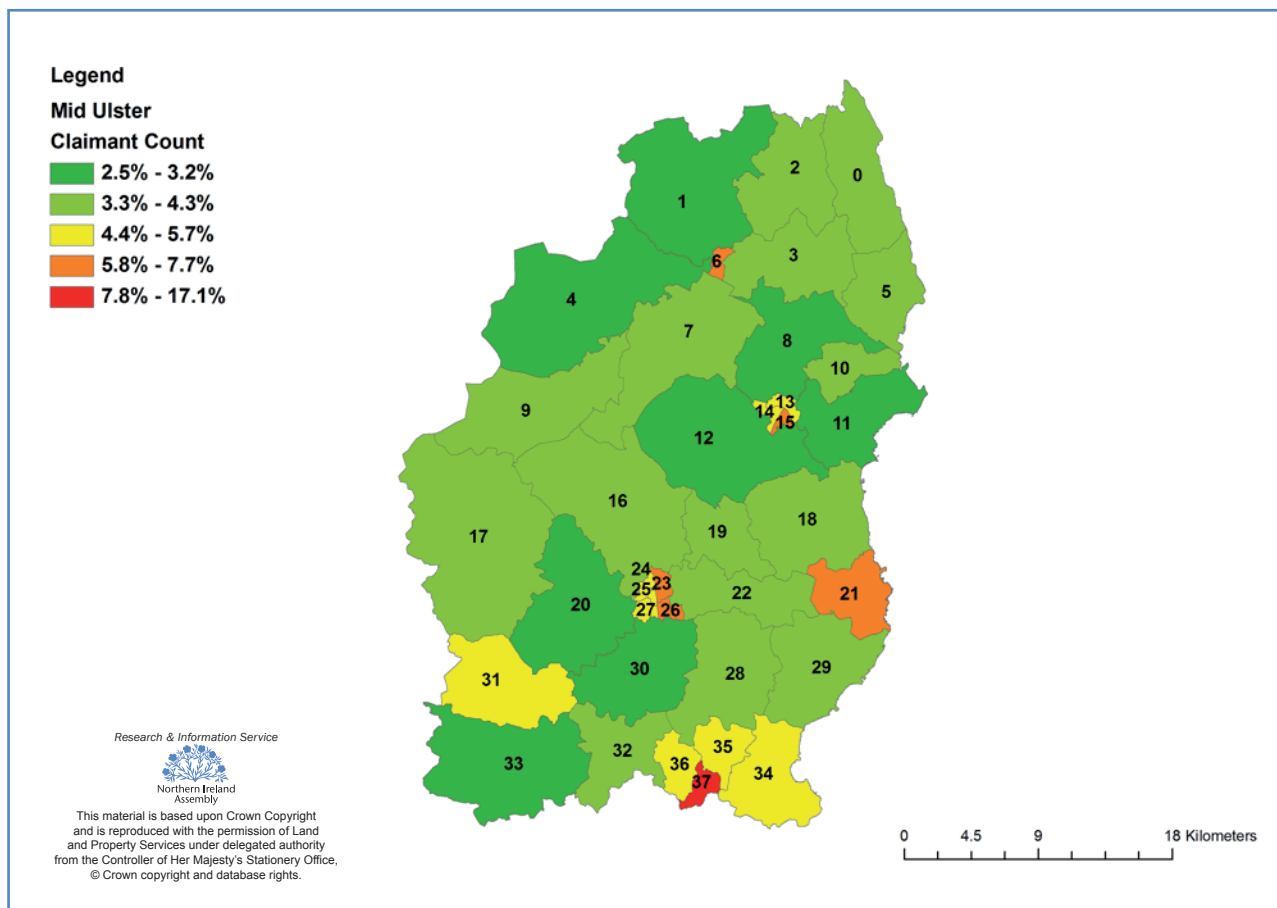 Legend
Mid Ulster
Claimant Count
2.5% - 3.2%
3.3% - 4.3%
4.4% - 5.7%
5.8% - 7.7%
7.8% - 17.1%
2
0
1
6
3
5
4
7
8
10
9
14
13
15
11
12
16
17
19
18
24
25
23
22
21
20
27
26
30
28
29
31
32
36
35
33
37
34
Research & Information Service
Northern Ireland
Assembly
This material is based upon Crown Copyright
and is reproduced with the permission of Land
and Property Services under delegated authority
from the Controller of Her Majesty's Stationery Office,
© Crown copyright and database rights.
0 4.5 9 18 Kilometers